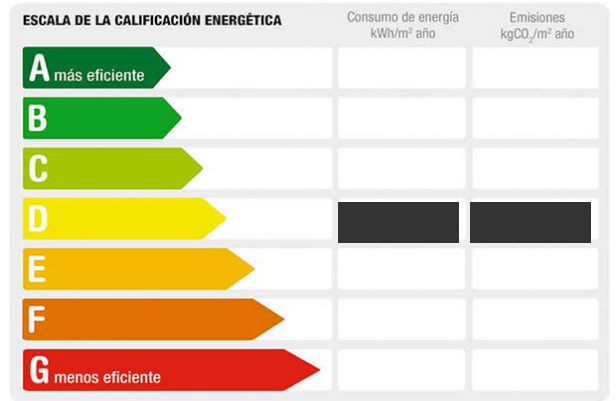 ESCALA DE LA CALIFICACIÓN ENERGÉTICA
Consumo de energía
kWh/m² año
Emisiones
kgCO₂/m² año
A más eficiente
B
C
D
E
F
G menos eficiente